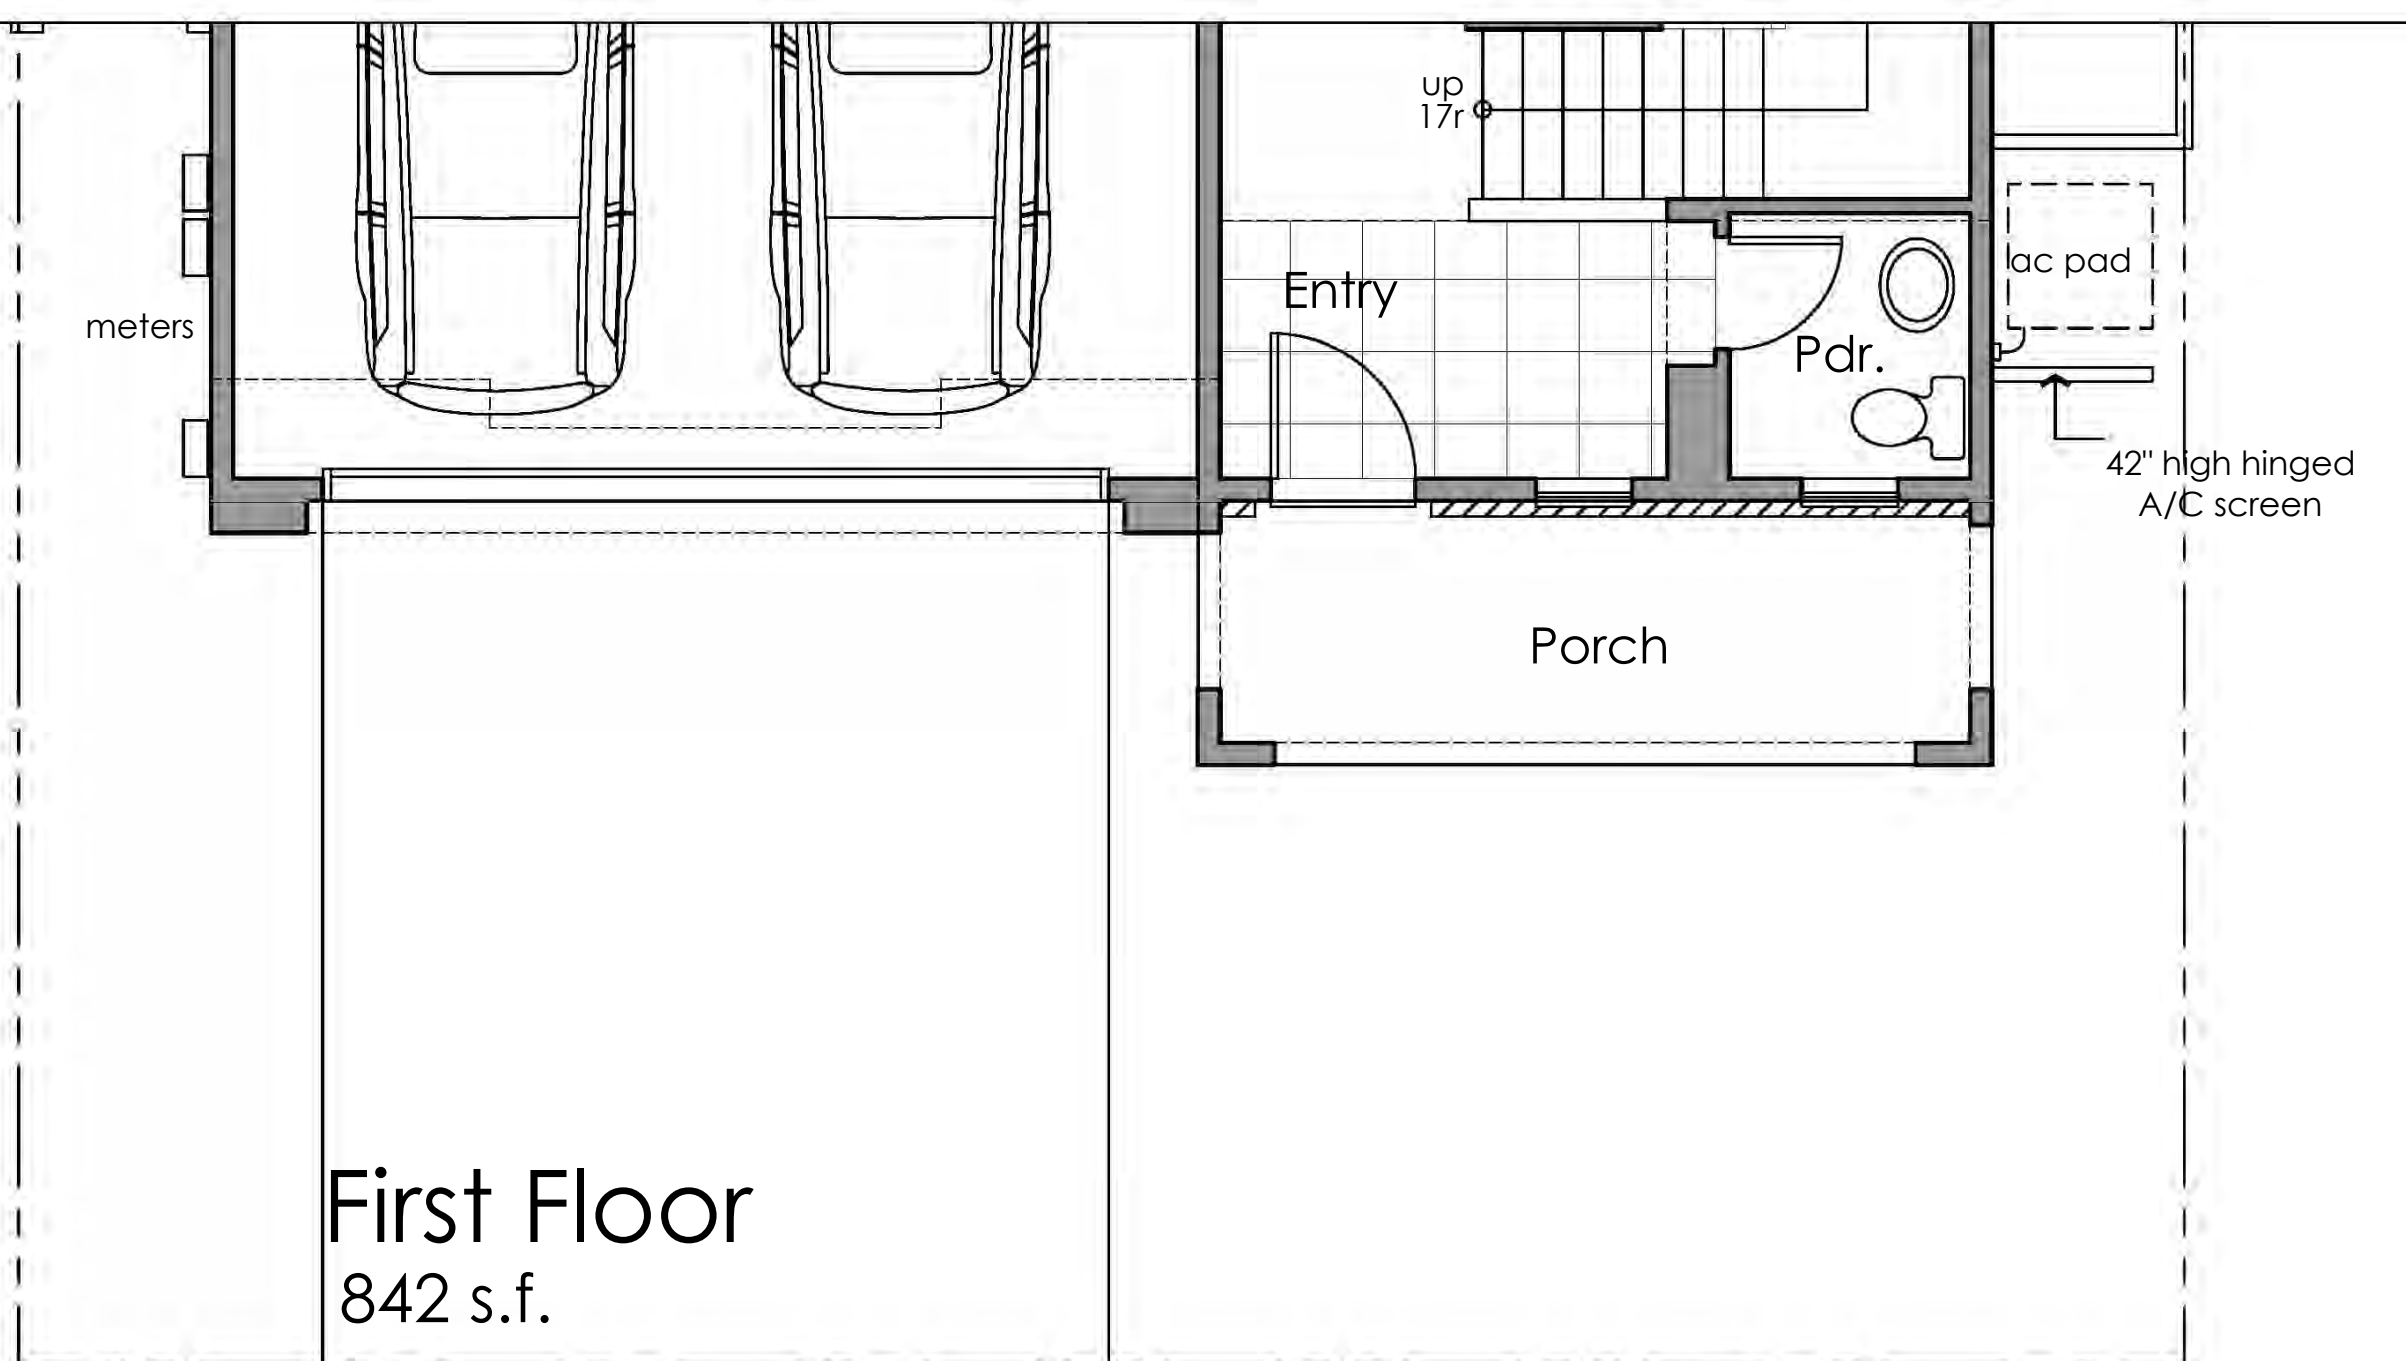 up
17r
Entry
ac pad
meters
Pdr.
42" high hinged
A/C screen
Porch
First Floor
842 s.f.